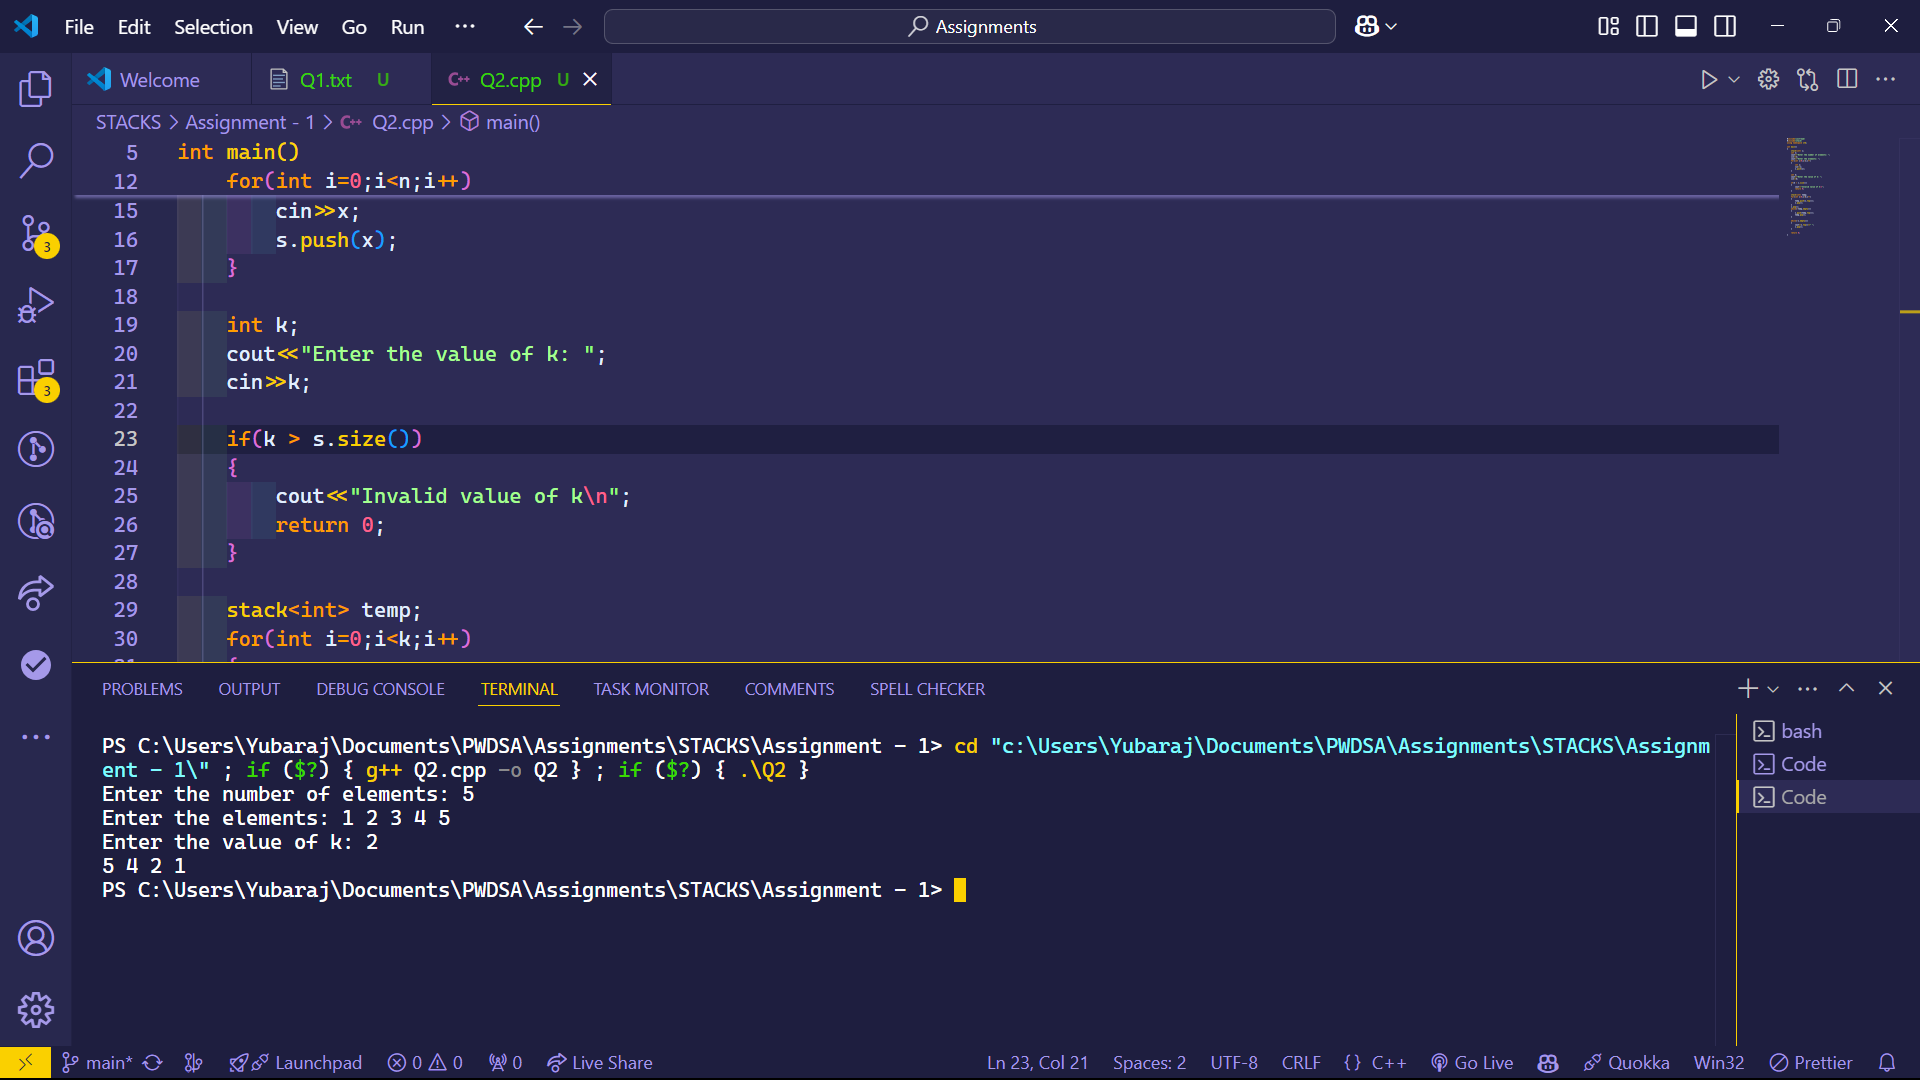 File Edit Selection View Go Run ··· Assignments
Welcome Q1.txt U C++ Q2.cpp U
STACKS > Assignment - 1 > C++ Q2.cpp > main()
5 int main()
12 for(int i=0;i<n;i++)
15 cin>>x;
16 s.push(x);
17 }
18
19 int k;
20 cout<<"Enter the value of k: ";
21 cin>>k;
22
23 if(k > s.size())
24 {
25 cout<<"Invalid value of k\n";
26 return 0;
27 }
28
29 stack<int> temp;
30 for(int i=0;i<k;i++)
3
3
PROBLEMS OUTPUT DEBUG CONSOLE TERMINAL TASK MONITOR COMMENTS SPELL CHECKER
PS C:\Users\Yubaraj\Documents\PWDSA\Assignments\STACKS\Assignment - 1> cd "c:\Users\Yubaraj\Documents\PWDSA\Assignments\STACKS\Assignm
ent - 1\" ; if ($?) { g++ Q2.cpp -o Q2 } ; if ($?) { .\Q2 }
Enter the number of elements: 5
Enter the elements: 1 2 3 4 5
Enter the value of k: 2
5 4 2 1
PS C:\Users\Yubaraj\Documents\PWDSA\Assignments\STACKS\Assignment - 1>
bash
Code
Code
main* Launchpad 0 0 0 Live Share Ln 23, Col 21 Spaces: 2 UTF-8 CRLF {} C++ Go Live Quokka Win32 Prettier